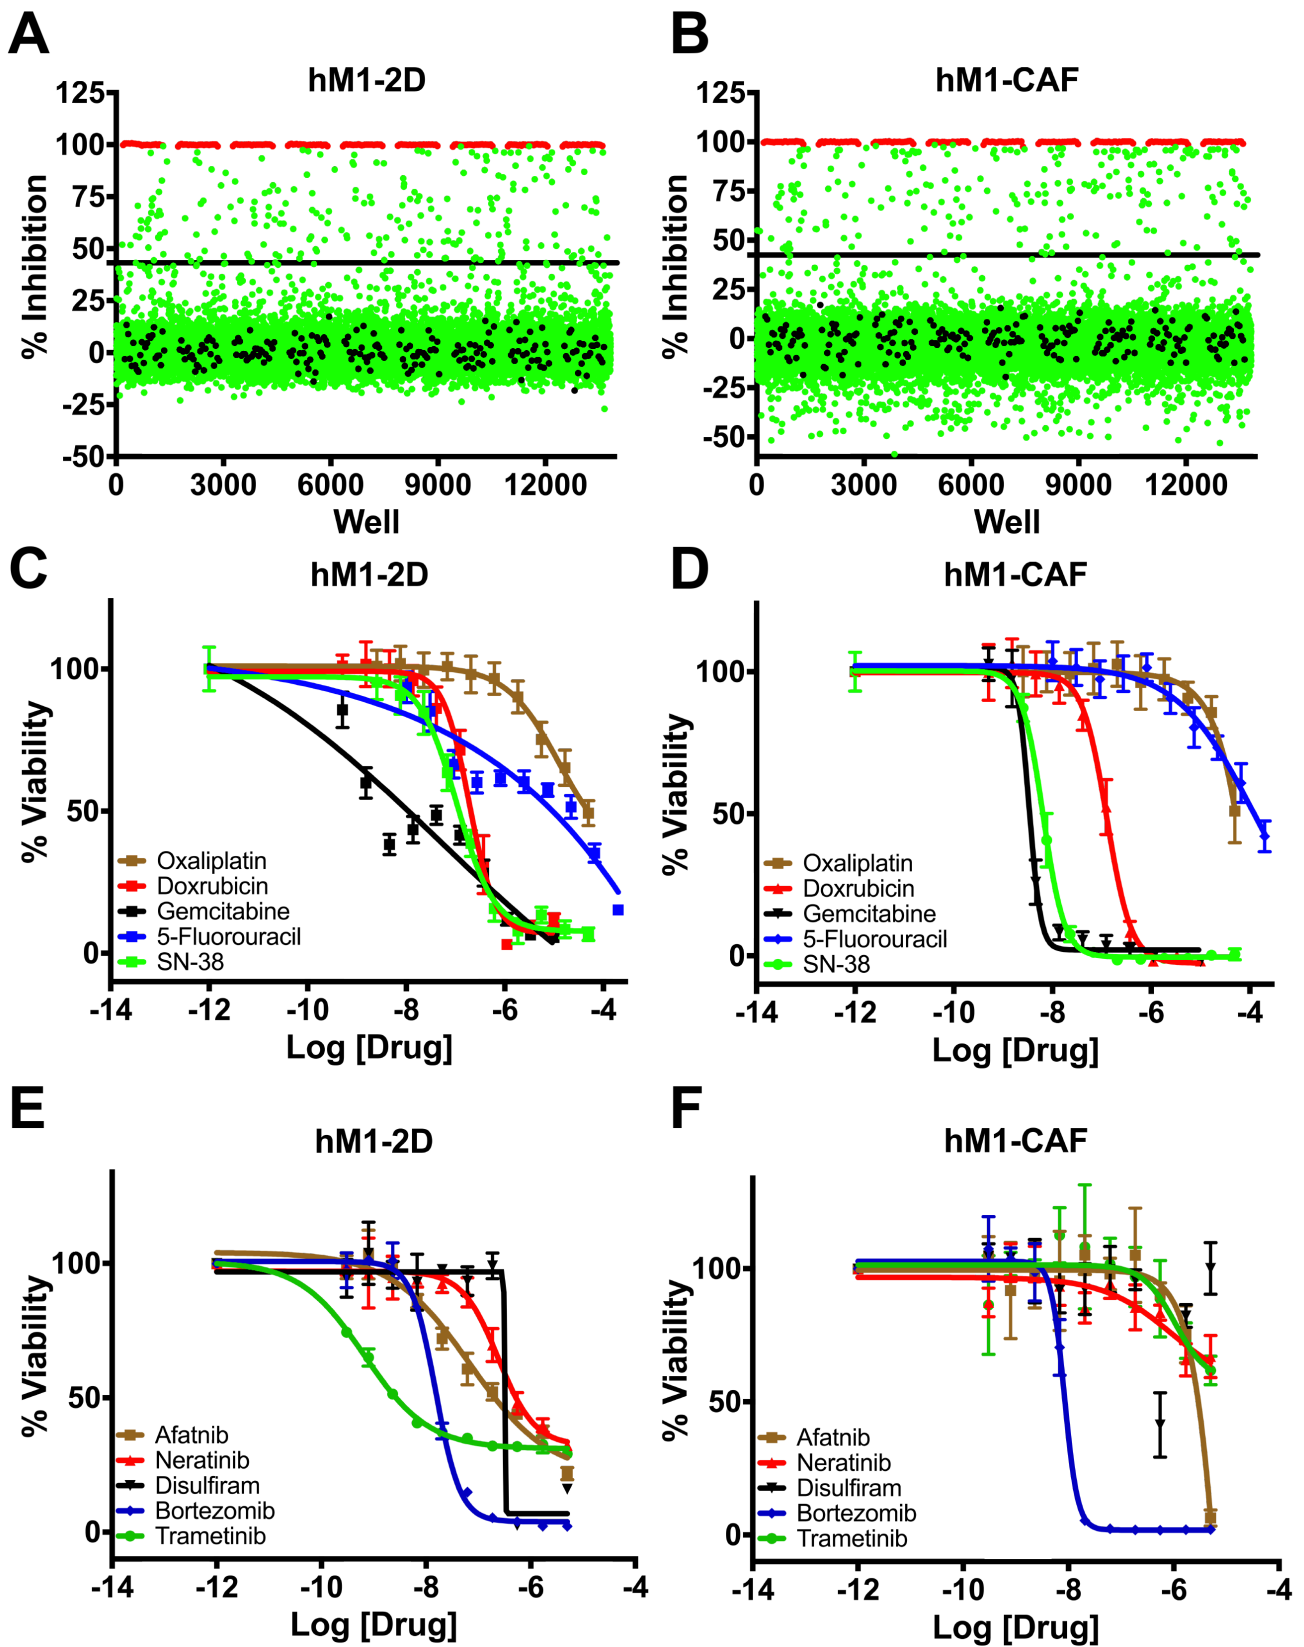 A
hM1-2D
125
100
75
50
25
0
-25
-50
% Inhibition
0 3000 6000 9000 12000
Well
B
hM1-CAF
125
100
75
50
25
0
-25
-50
% Inhibition
0 3000 6000 9000 12000
Well
C
hM1-2D
100
50
0
% Viability
Oxaliplatin
Doxrubicin
Gemcitabine
5-Fluorouracil
SN-38
-14 -12 -10 -8 -6 -4
Log [Drug]
D
hM1-CAF
100
50
0
% Viability
Oxaliplatin
Doxrubicin
Gemcitabine
5-Fluorouracil
SN-38
-14 -12 -10 -8 -6 -4
Log [Drug]
E
hM1-2D
100
50
0
% Viability
Afatnib
Neratinib
Disulfiram
Bortezomib
Trametinib
-14 -12 -10 -8 -6 -4
Log [Drug]
F
hM1-CAF
100
50
0
% Viability
Afatnib
Neratinib
Disulfiram
Bortezomib
Trametinib
-14 -12 -10 -8 -6 -4
Log [Drug]